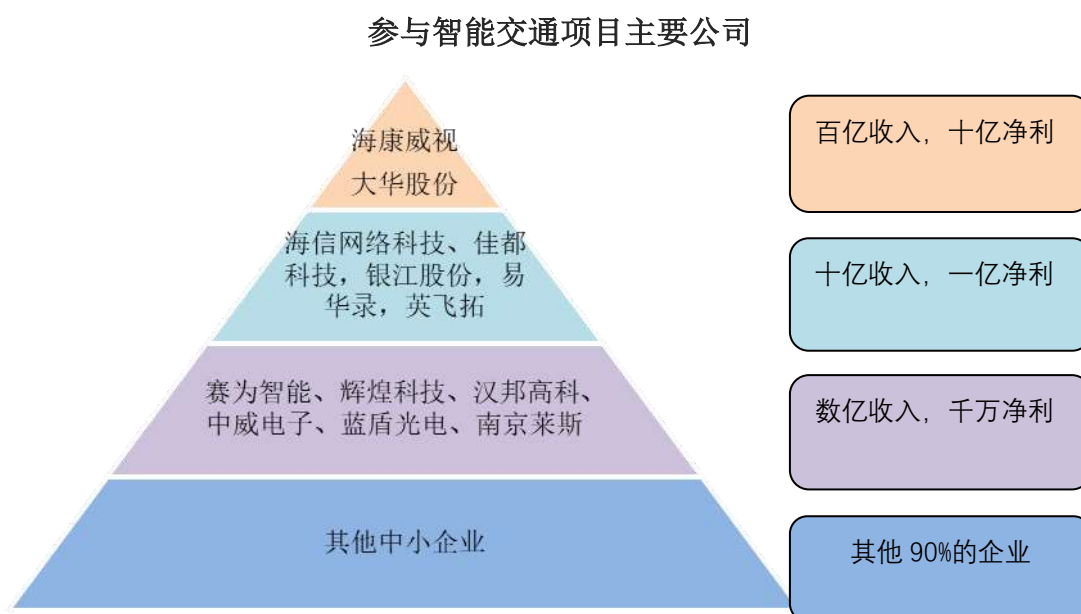 参与智能交通项目主要公司
海康威视
大华股份
百亿收入，十亿净利
海信网络科技、佳都
科技，银江股份，易
华录，英飞拓
十亿收入，一亿净利
赛为智能、辉煌科技、汉邦高科、
中威电子、蓝盾光电、南京莱斯
数亿收入，千万净利
其他中小企业
其他 90%的企业